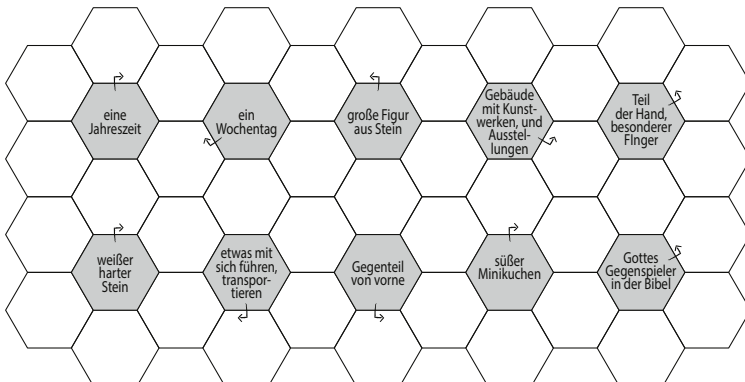 eine
Jahreszeit
ein
Wochentag
große Figur
aus Stein
Gebäude
mit Kunst-
werken, und
Ausstel-
lungen
Teil
der Hand,
besonderer
FInger
weißer
harter
Stein
etwas mit
sich führen,
transpor-
tieren
Gegenteil
von vorne
süßer
Minikuchen
Gottes
Gegenspieler
in der Bibel